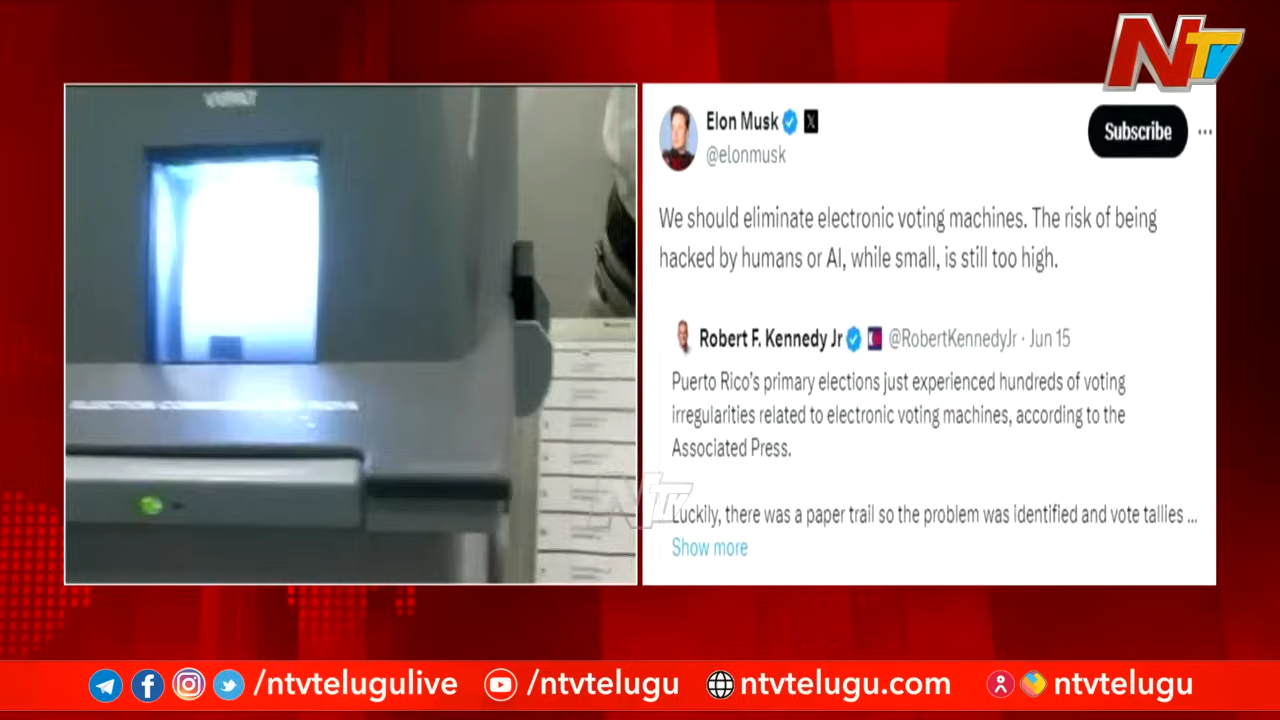 NTV
VVPAT
Elon Musk
Subscribe
@elonmusk
We should eliminate electronic voting machines. The risk of being
hacked by humans or AI, while small, is still too high.
Robert F. Kennedy Jr @RobertKennedyJr · Jun 15
Puerto Rico's primary elections just experienced hundreds of voting
irregularities related to electronic voting machines, according to the
Associated Press.
NTV
Luckily, there was a paper trail so the problem was identified and vote tallies ...
Show more
/ntvtelugulive /ntvtelugu ntvtelugu.com ntvtelugu